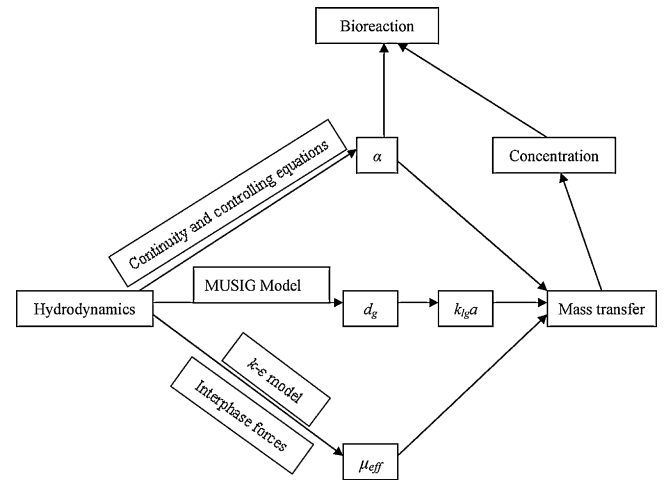 Bioreaction
Continuity and controlling equations
α
Concentration
MUSIG Model
Hydrodynamics
d_g
k_lg a
Mass transfer
k-ϵ model
Interphase forces
μ_eff